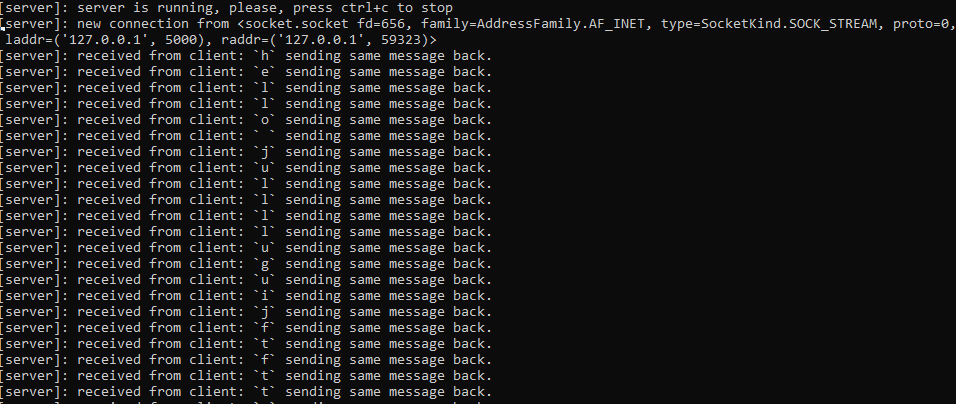 [server]: server is running, please, press ctrl+c to stop
[server]: new connection from <socket.socket fd=656, family=AddressFamily.AF_INET, type=SocketKind.SOCK_STREAM, proto=0,
laddr=('127.0.0.1', 5000), raddr=('127.0.0.1', 59323)>
[server]: received from client: `h` sending same message back.
[server]: received from client: `e` sending same message back.
[server]: received from client: `l` sending same message back.
[server]: received from client: `l` sending same message back.
[server]: received from client: `o` sending same message back.
[server]: received from client: ` ` sending same message back.
[server]: received from client: `j` sending same message back.
[server]: received from client: `u` sending same message back.
[server]: received from client: `l` sending same message back.
[server]: received from client: `l` sending same message back.
[server]: received from client: `l` sending same message back.
[server]: received from client: `l` sending same message back.
[server]: received from client: `u` sending same message back.
[server]: received from client: `g` sending same message back.
[server]: received from client: `u` sending same message back.
[server]: received from client: `i` sending same message back.
[server]: received from client: `j` sending same message back.
[server]: received from client: `f` sending same message back.
[server]: received from client: `t` sending same message back.
[server]: received from client: `f` sending same message back.
[server]: received from client: `t` sending same message back.
[server]: received from client: `t` sending same message back.